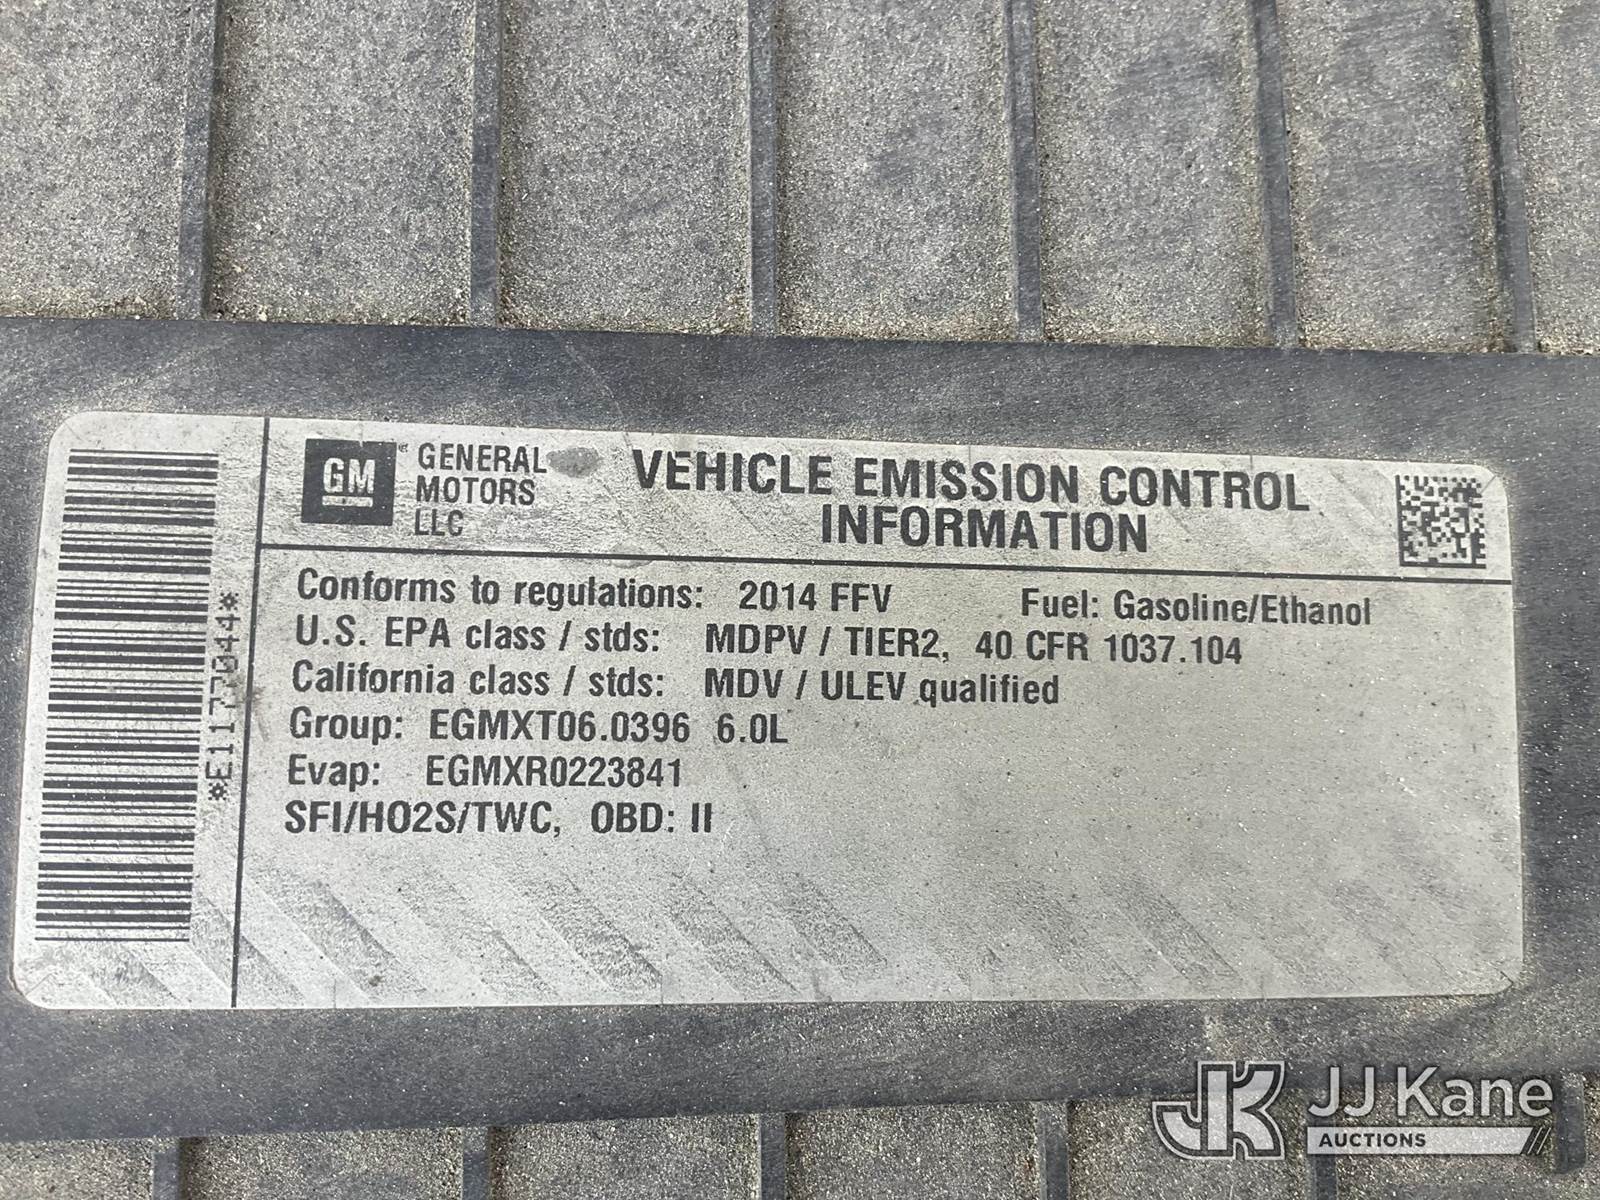 GM
GENERAL
MOTORS
LLC
VEHICLE EMISSION CONTROL
INFORMATION
Conforms to regulations: 2014 FFV Fuel: Gasoline/Ethanol
U.S. EPA class / stds: MDPV / TIER2, 40 CFR 1037.104
California class / stds: MDV / ULEV qualified
Group: EGMXT06.0396 6.0L
Evap: EGMXR0223841
SFI/HO2S/TWC, OBD: II
*E1177044*
JK JJ Kane
AUCTIONS